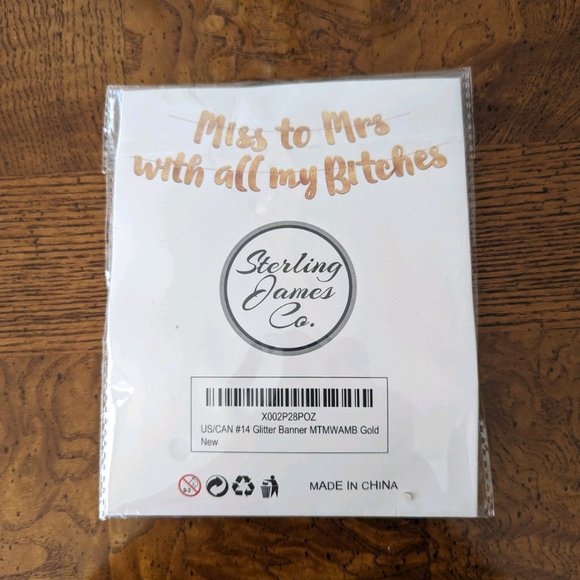 Miss to Mrs
with all my Bitches
Sterling
James
Co.
X002P28POZ
US/CAN #14 Glitter Banner MTMWAMB Gold
New
MADE IN CHINA